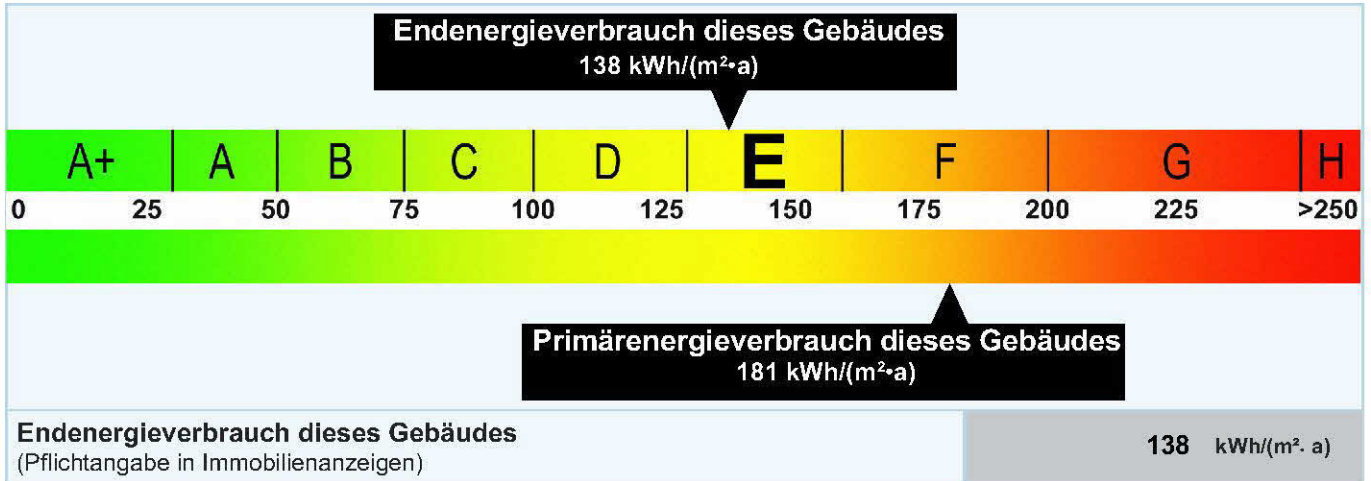 Endenergieverbrauch dieses Gebäudes
138 kWh/(m²•a)
A+ A B C D E F G H
0 25 50 75 100 125 150 175 200 225 >250
Primärenergieverbrauch dieses Gebäudes
181 kWh/(m²•a)
Endenergieverbrauch dieses Gebäudes
(Pflichtangabe in Immobilienanzeigen)
138 kWh/(m²· a)